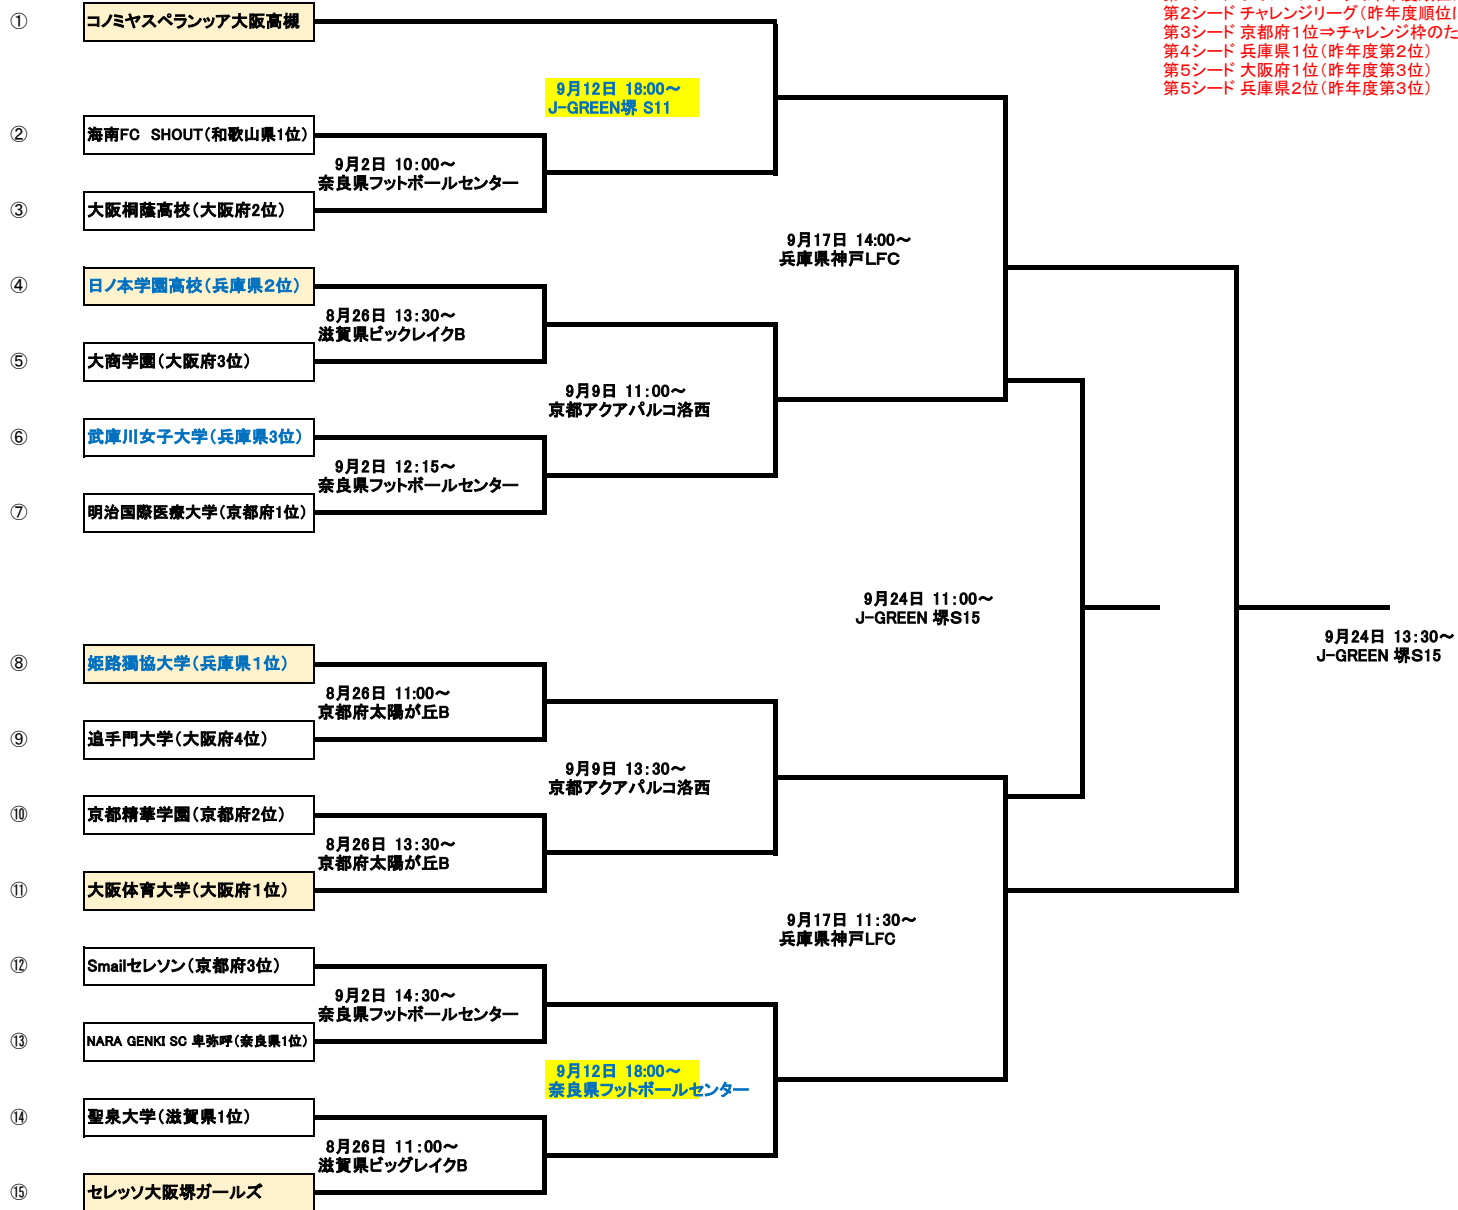 第2シード チャレンジリーグ(昨年度順位
第3シード 京都府1位⇒チャレンジ枠のた
第4シード 兵庫県1位(昨年度第2位)
第5シード 大阪府1位(昨年度第3位)
第5シード 兵庫県2位(昨年度第3位)
① コノミヤスペランツァ大阪高槻
9月12日 18:00～
J-GREEN堺 S11
② 海南FC SHOUT(和歌山県1位)
9月2日 10:00～
奈良県フットボールセンター
③ 大阪桐蔭高校(大阪府2位)
9月17日 14:00～
兵庫県神戸LFC
④ 日ノ本学園高校(兵庫県2位)
8月26日 13:30～
滋賀県ビックレイクB
⑤ 大商学園(大阪府3位)
9月9日 11:00～
京都アクアパルコ洛西
⑥ 武庫川女子大学(兵庫県3位)
9月2日 12:15～
奈良県フットボールセンター
⑦ 明治国際医療大学(京都府1位)
9月24日 11:00～
J-GREEN 堺S15
9月24日 13:30～
J-GREEN 堺S15
⑧ 姫路獨協大学(兵庫県1位)
8月26日 11:00～
京都府太陽が丘B
⑨ 追手門大学(大阪府4位)
9月9日 13:30～
京都アクアパルコ洛西
⑩ 京都精華学園(京都府2位)
8月26日 13:30～
京都府太陽が丘B
⑪ 大阪体育大学(大阪府1位)
9月17日 11:30～
兵庫県神戸LFC
⑫ Smailセレソン(京都府3位)
9月2日 14:30～
奈良県フットボールセンター
⑬ NARA GENKI SC 卑弥呼(奈良県1位)
9月12日 18:00～
奈良県フットボールセンター
⑭ 聖泉大学(滋賀県1位)
8月26日 11:00～
滋賀県ビッグレイクB
⑮ セレッソ大阪堺ガールズ